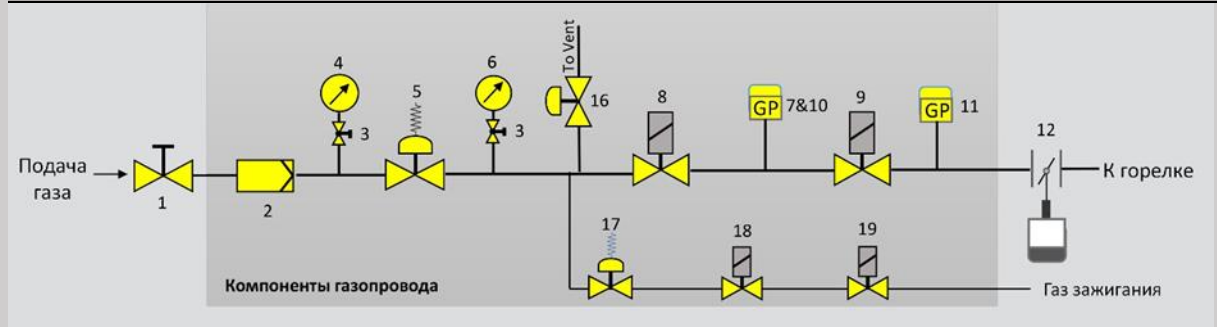 To Vent
4
6
5
16
8
9
12
3
3
GP
7&10
GP
11
Подача
газа
К горелке
1
2
17
18
19
Компоненты газопровода
Газ зажигания